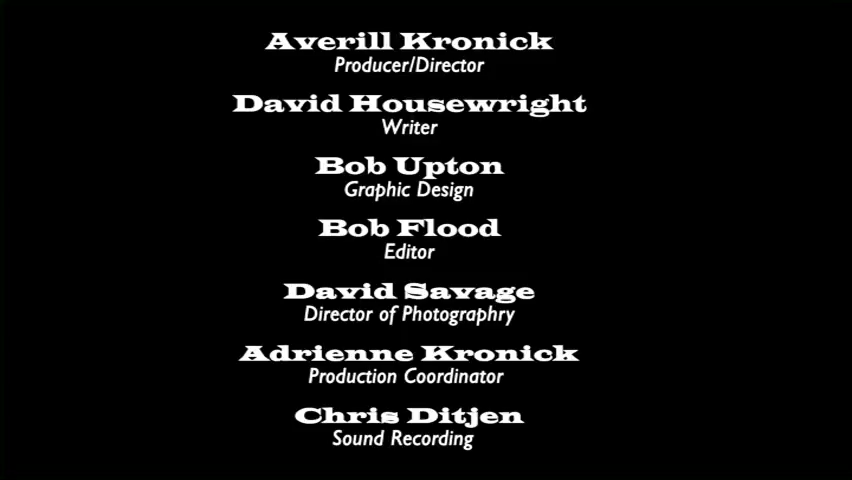 Averill Kronick
Producer/Director
David Housewright
Writer
Bob Upton
Graphic Design
Bob Flood
Editor
David Savage
Director of Photographry
Adrienne Kronick
Production Coordinator
Chris Ditjen
Sound Recording